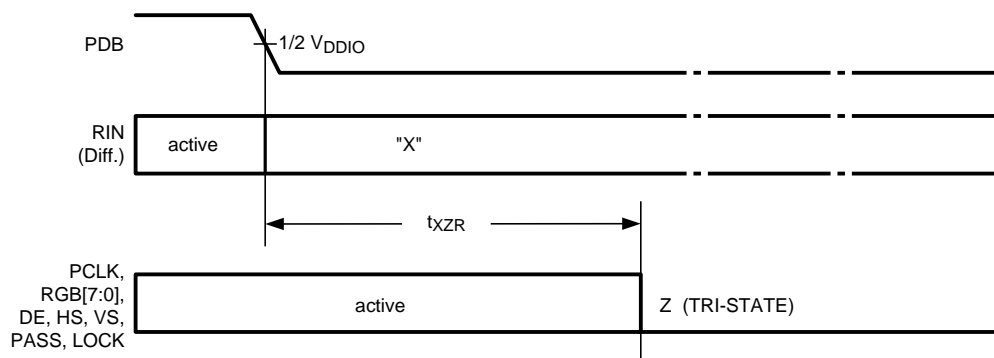 PDB
1/2 VDDIO
RIN
(Diff.)
active
"X"
tXZR
PCLK,
RGB[7:0],
DE, HS, VS,
PASS, LOCK
active
Z (TRI-STATE)